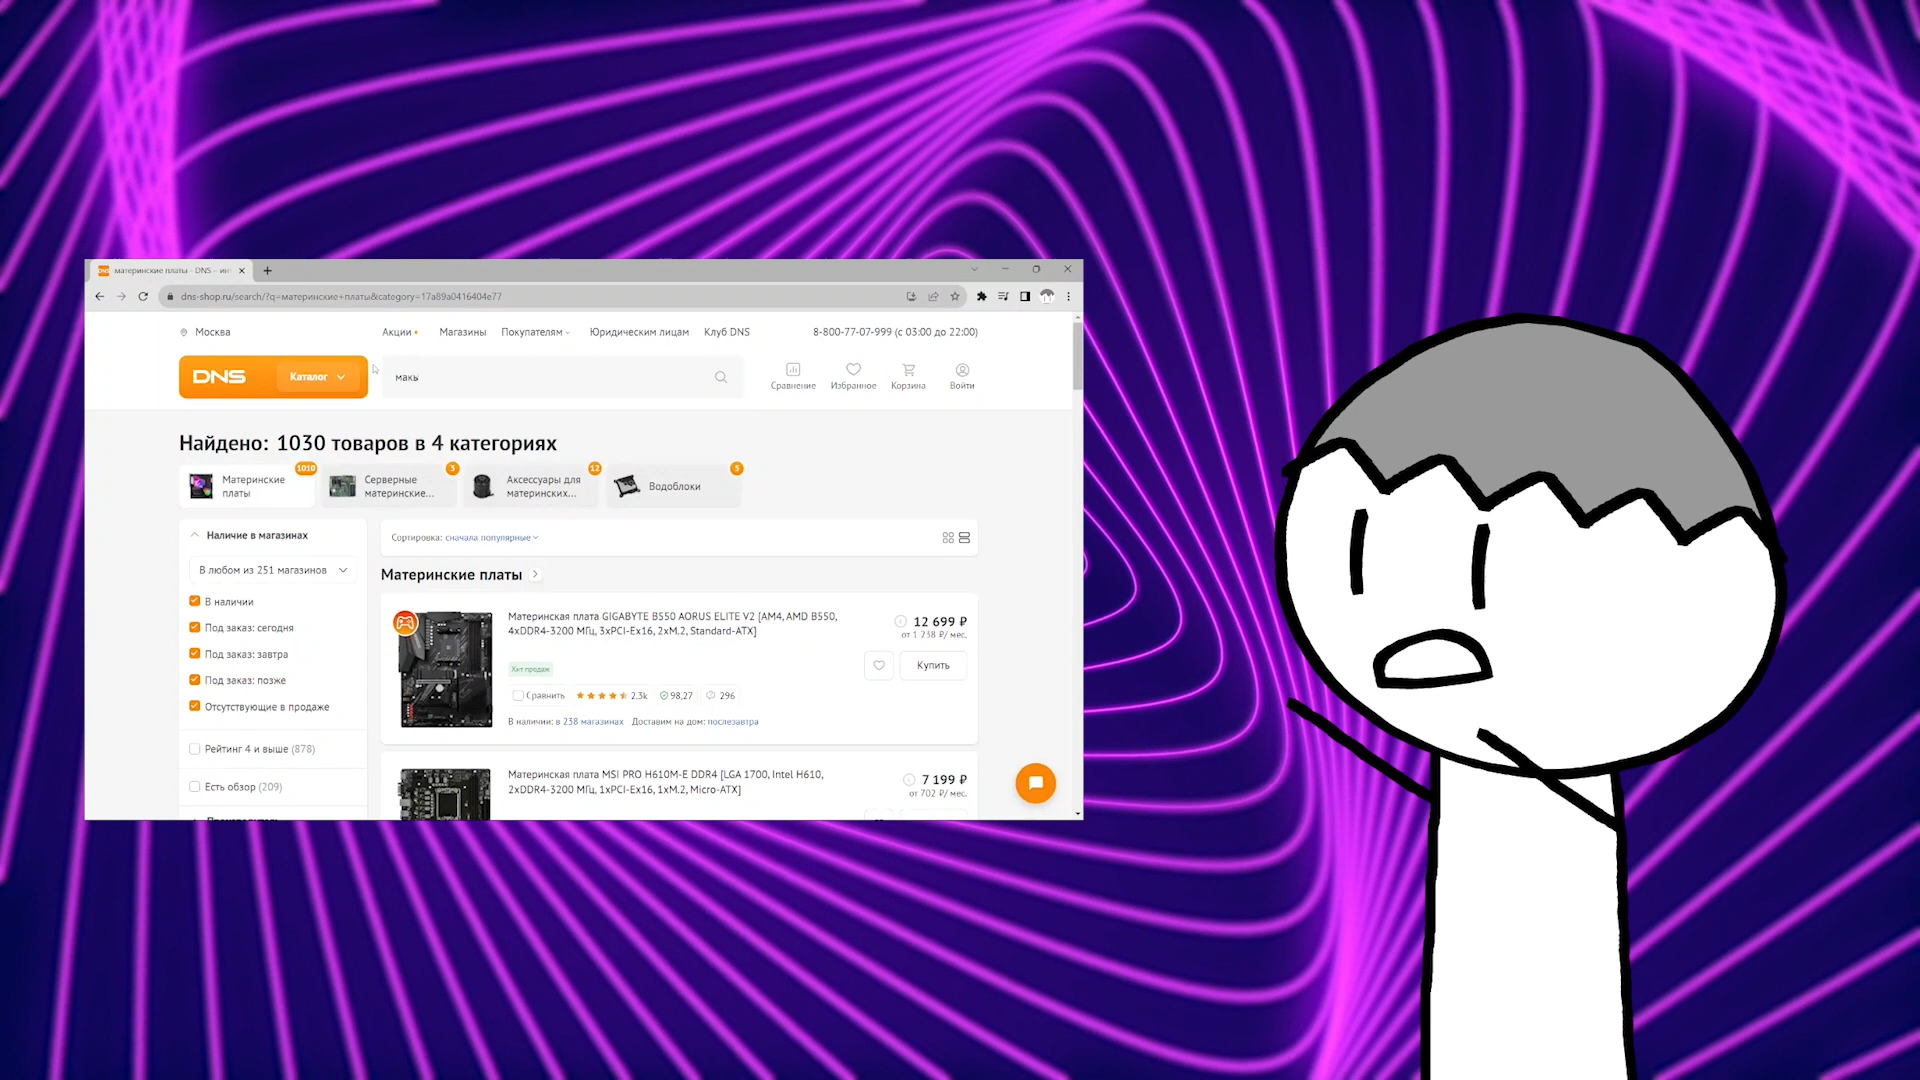 материнские платы - DNS – ин
dns-shop.ru/search/?q=материнские+платы&category=17a89a0416404e77
Москва
Акции
Магазины
Покупателям
Юридическим лицам
Клуб DNS
8-800-77-07-999 (с 03:00 до 22:00)
DNS
Каталог
макы
Сравнение
Избранное
Корзина
Войти
Найдено: 1030 товаров в 4 категориях
Материнские
платы
1010
Серверные
материнские...
3
Аксессуары для
материнских...
12
Водоблоки
5
Наличие в магазинах
В любом из 251 магазинов
В наличии
Под заказ: сегодня
Под заказ: завтра
Под заказ: позже
Отсутствующие в продаже
Рейтинг 4 и выше (878)
Есть обзор (209)
Сортировка: сначала популярные
Материнские платы
Материнская плата GIGABYTE B550 AORUS ELITE V2 [AM4, AMD B550,
4xDDR4-3200 МГц, 3xPCI-Ex16, 2xM.2, Standard-ATX]
12 699 ₽
от 1 238 ₽/ мес.
Хит продаж
Купить
Сравнить
2.3k
98,27
296
В наличии: в 238 магазинах
Доставим на дом: послезавтра
Материнская плата MSI PRO H610M-E DDR4 [LGA 1700, Intel H610,
2xDDR4-3200 МГц, 1xPCI-Ex16, 1xM.2, Micro-ATX]
7 199 ₽
от 702 ₽/ мес.